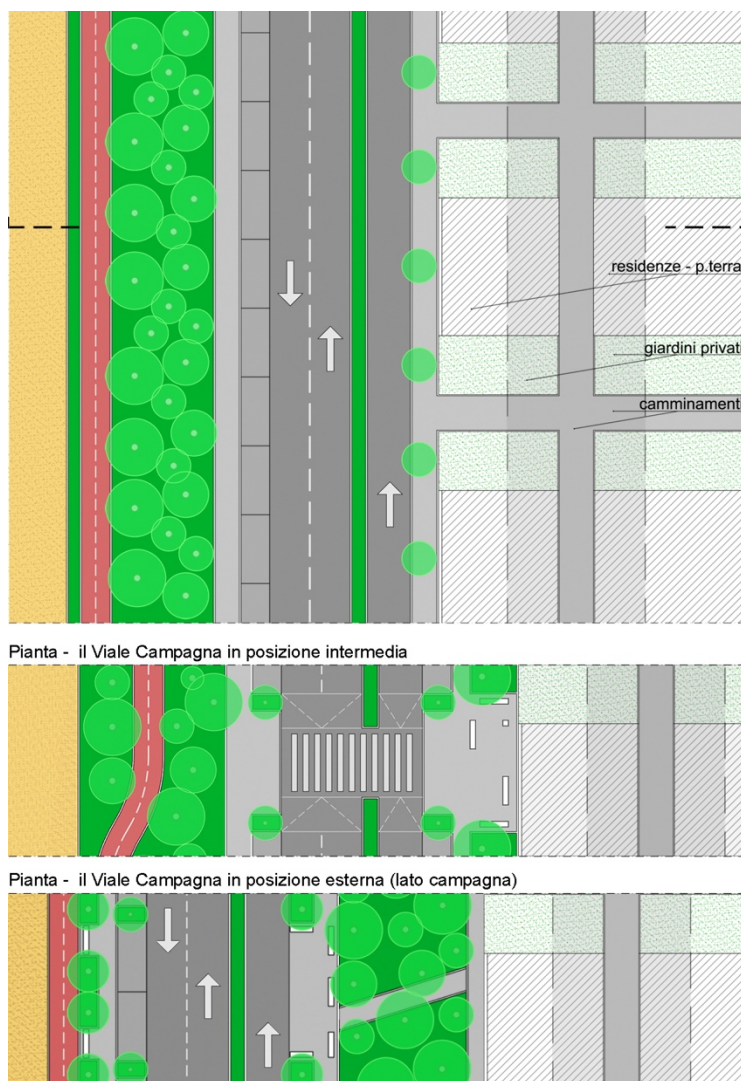 residenze - p.terra
giardini privati
camminament
Pianta - il Viale Campagna in posizione intermedia
Pianta - il Viale Campagna in posizione esterna (lato campagna)